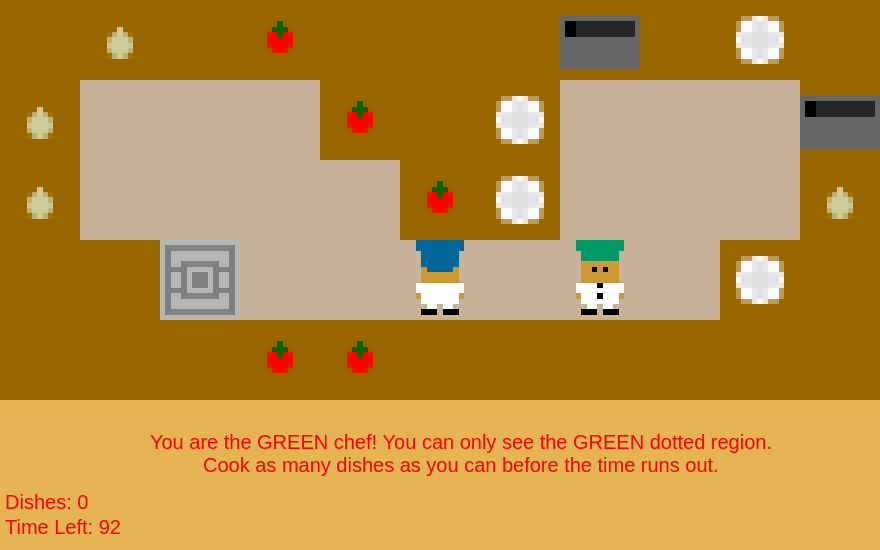 You are the GREEN chef! You can only see the GREEN dotted region.
Cook as many dishes as you can before the time runs out.
Dishes: 0
Time Left: 92